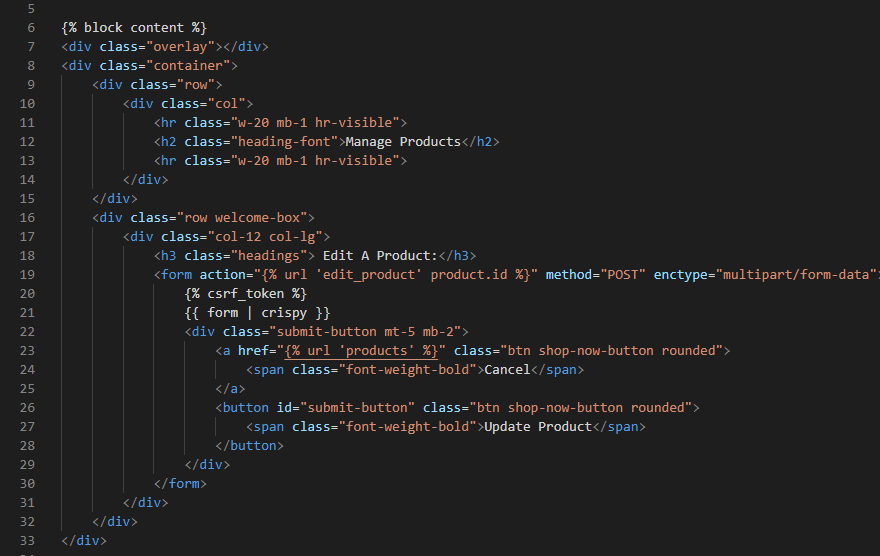 5
6 {% block content %}
7 <div class="overlay"></div>
8 <div class="container">
9 <div class="row">
10 <div class="col">
11 <hr class="w-20 mb-1 hr-visible">
12 <h2 class="heading-font">Manage Products</h2>
13 <hr class="w-20 mb-1 hr-visible">
14 </div>
15 </div>
16 <div class="row welcome-box">
17 <div class="col-12 col-lg">
18 <h3 class="headings"> Edit A Product:</h3>
19 <form action="{% url 'edit_product' product.id %}" method="POST" enctype="multipart/form-data">
20 {% csrf_token %}
21 {{ form | crispy }}
22 <div class="submit-button mt-5 mb-2">
23 <a href="{% url 'products' %}" class="btn shop-now-button rounded">
24 <span class="font-weight-bold">Cancel</span>
25 </a>
26 <button id="submit-button" class="btn shop-now-button rounded">
27 <span class="font-weight-bold">Update Product</span>
28 </button>
29 </div>
30 </form>
31 </div>
32 </div>
33 </div>